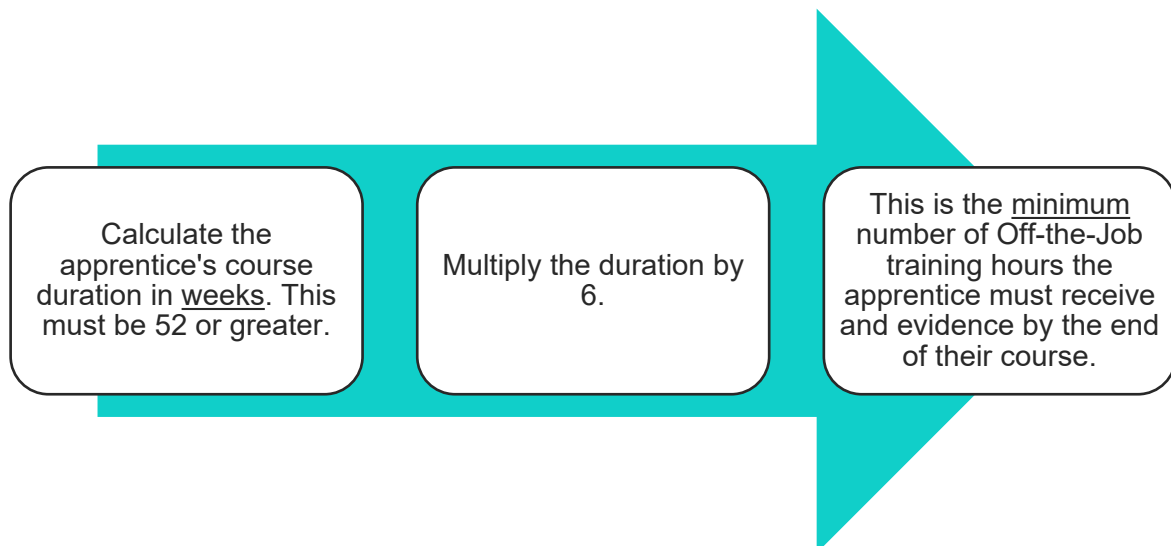 Calculate the
apprentice's course
duration in weeks. This
must be 52 or greater.
Multiply the duration by
6.
This is the minimum
number of Off-the-Job
training hours the
apprentice must receive
and evidence by the end
of their course.